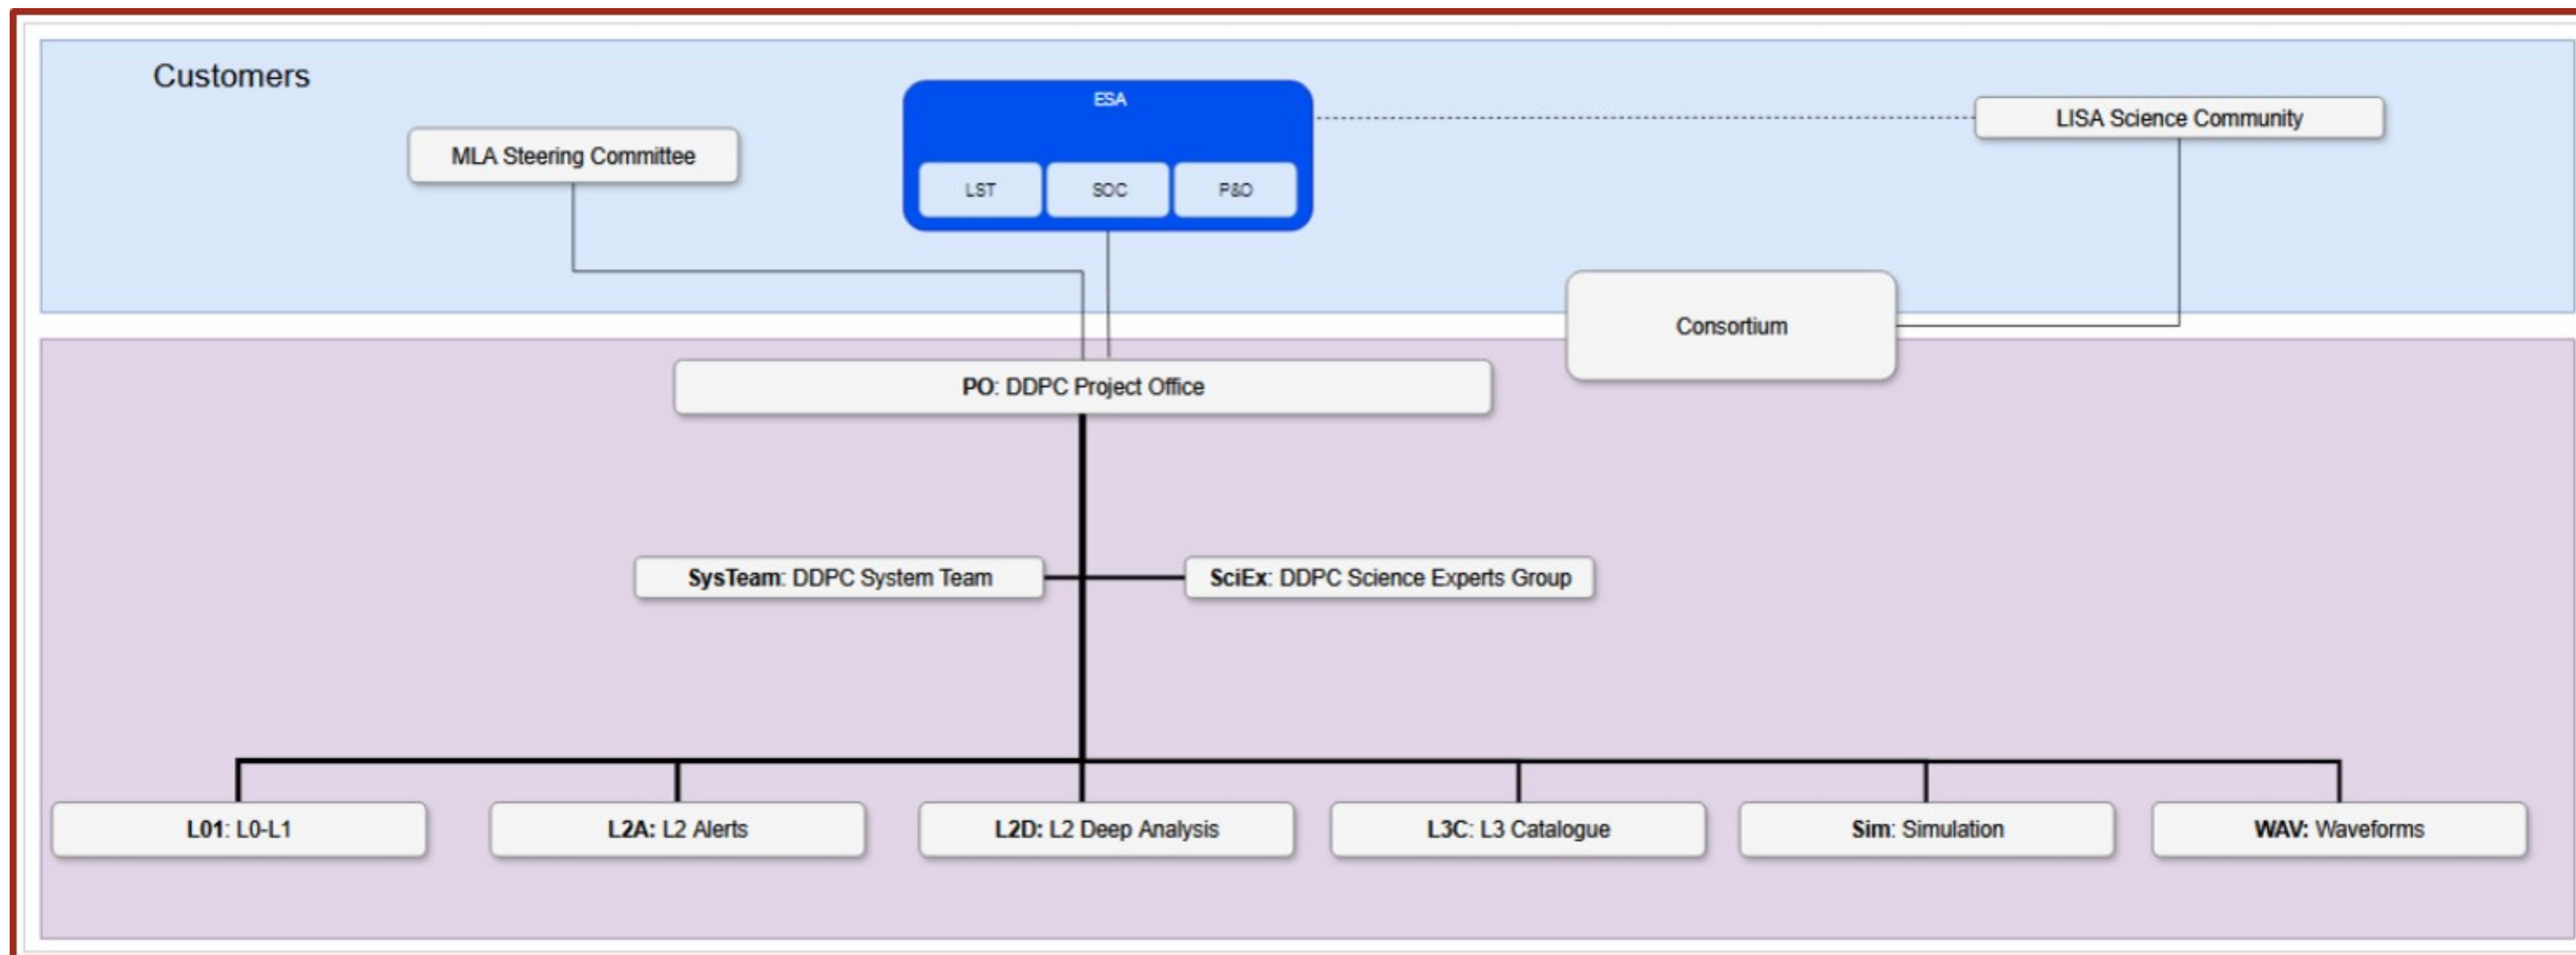 Customers
ESA
LISA Science Community
MLA Steering Committee
LST
SOC
P&O
Consortium
PO: DDPC Project Office
SysTeam: DDPC System Team
SciEx: DDPC Science Experts Group
L01: L0-L1
L2A: L2 Alerts
L2D: L2 Deep Analysis
L3C: L3 Catalogue
Sim: Simulation
WAV: Waveforms